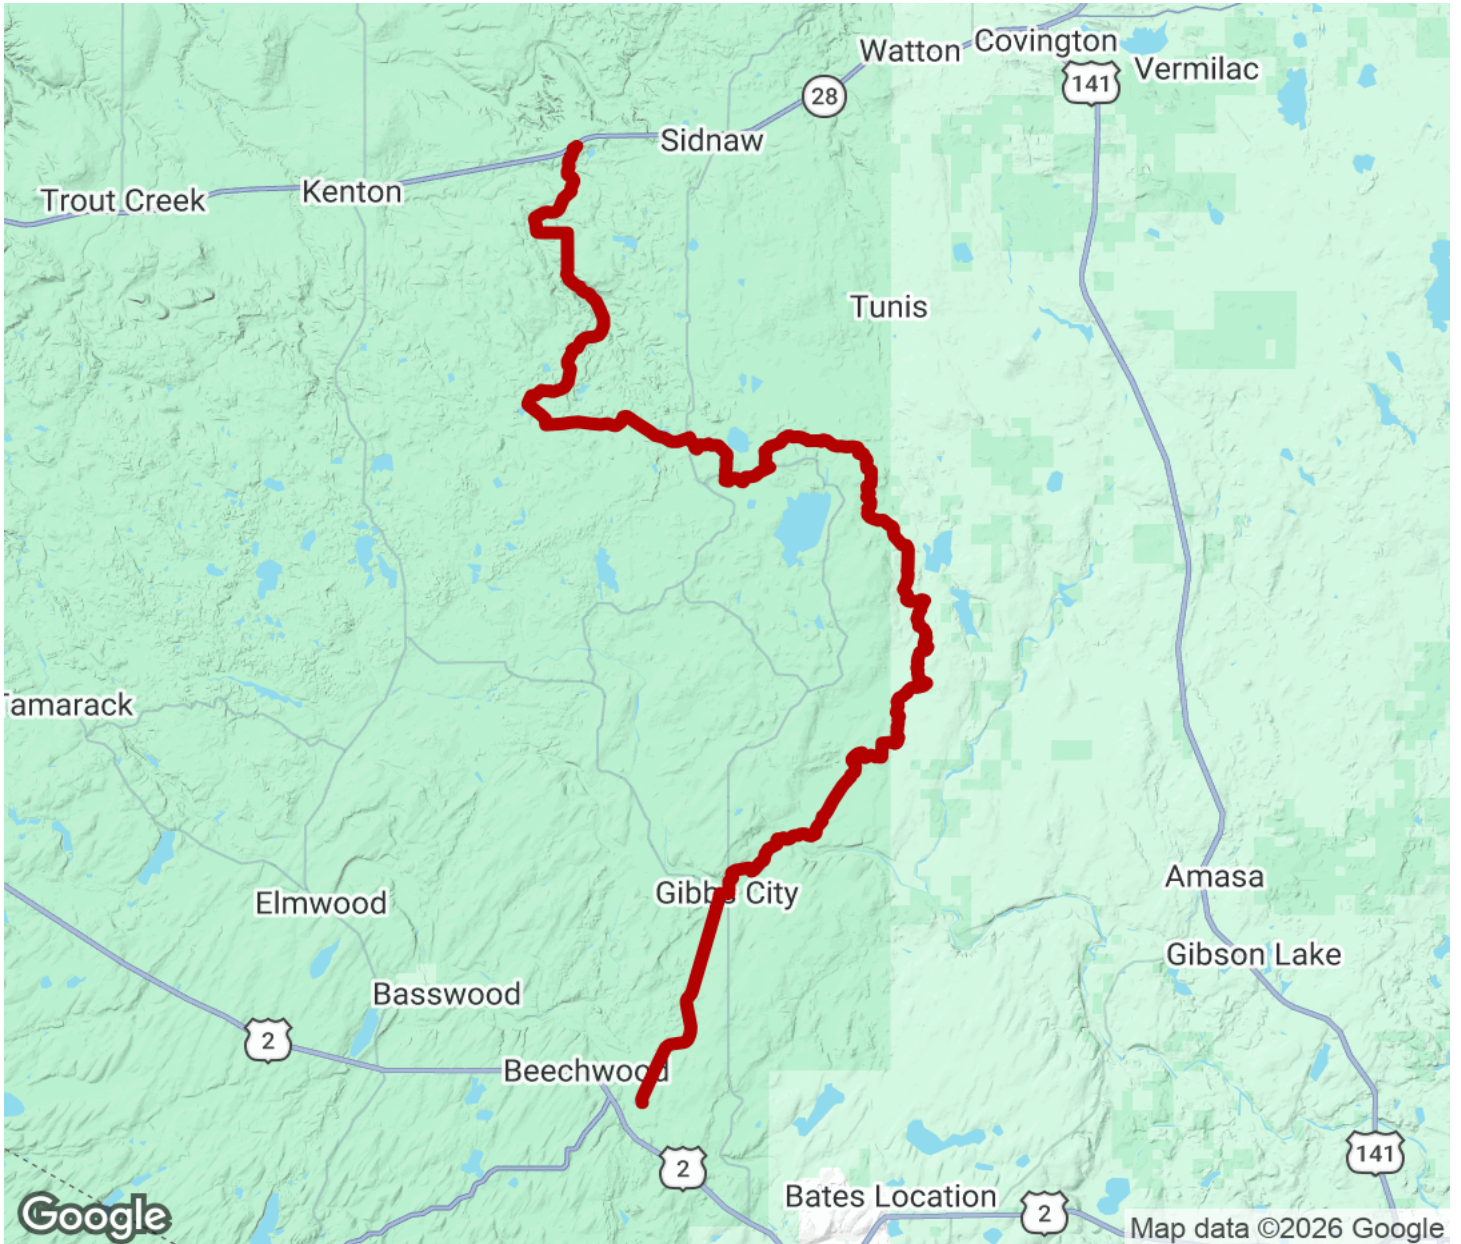 Watton
Covington
141
Vermilac
28
Sidnaw
Trout Creek
Kenton
Tunis
Tamarack
Elmwood
Gibbs City
Amasa
Gibson Lake
Basswood
2
Beechwood
2
141
Bates Location
2
Google
Map data ©2026 Google